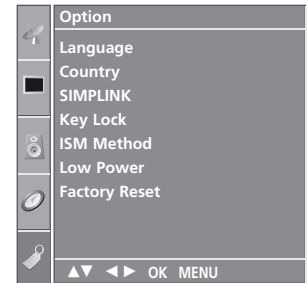 Option
Language
Country
SIMPLINK
Key Lock
ISM Method
Low Power
Factory Reset
▲▼ ◄► OK MENU